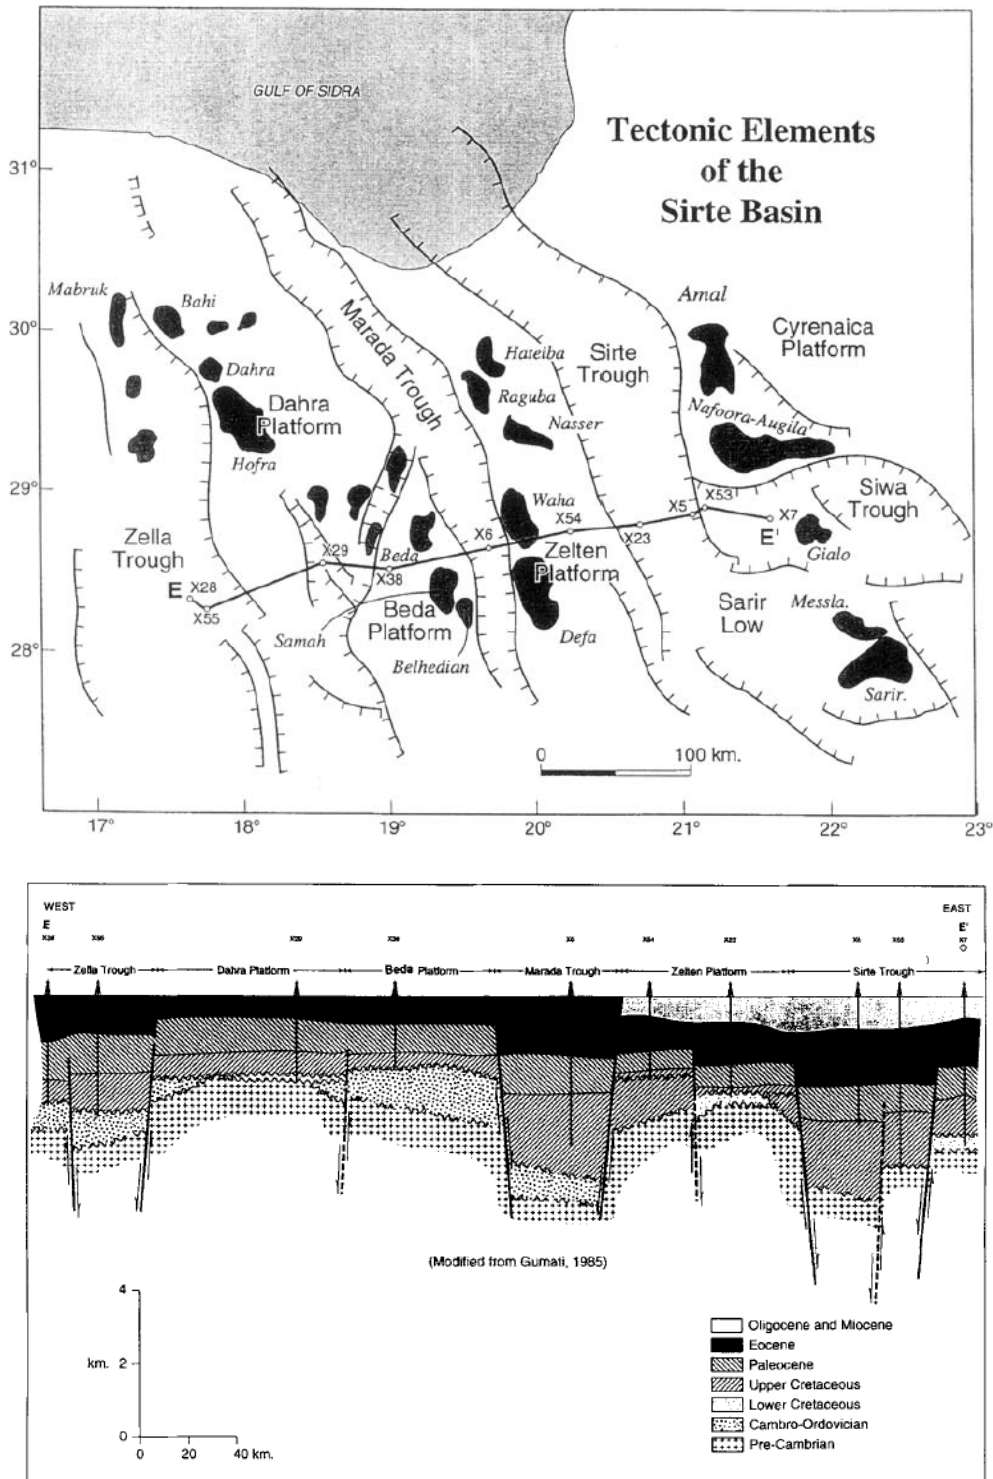 GULF OF SIDRA
Tectonic Elements
of the
Sirte Basin
31°
30°
29°
28°
Mabruk
Bahi
Dahra
Dahra
Platform
Hofra
Marada Trough
Hateiba
Raguba
Nasser
Sirte
Trough
Amal
Cyrenaica
Platform
Nafoora-Augila
Siwa
Trough
Waha
X53
X5
X7
E'
Gialo
X54
X6
X23
Zelten
Platform
Zella
Trough
X29
Beda
X38
E
X28
X55
Beda
Platform
Samah
Belhedian
Defa
Sarir
Low
Messla.
Sarir.
0 100 km.
17° 18° 19° 20° 21° 22° 23°
WEST
EAST
E
E'
X7
Zella Trough Dahra Platform Beda Platform Marada Trough Zelten Platform Sirte Trough
(Modified from Gumati, 1985)
4
km. 2
0
0 20 40 km.
Oligocene and Miocene
Eocene
Paleocene
Upper Cretaceous
Lower Cretaceous
Cambro-Ordovician
Pre-Cambrian